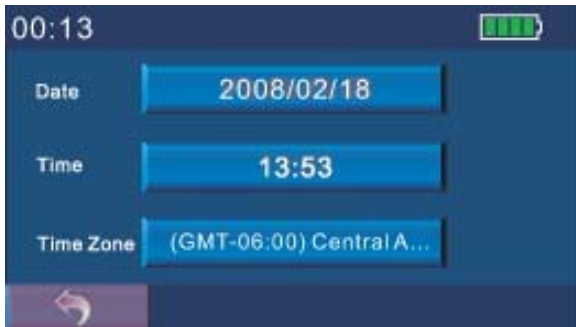 00:13
Date 2008/02/18
Time 13:53
Time Zone (GMT-06:00) Central A...